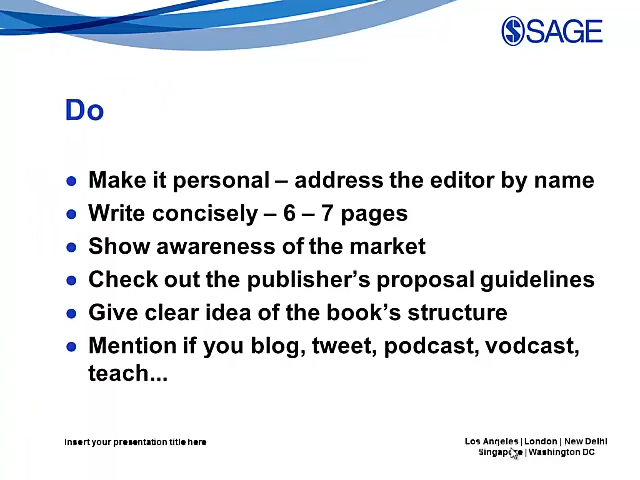 SAGE
Do
● Make it personal – address the editor by name
● Write concisely – 6 – 7 pages
● Show awareness of the market
● Check out the publisher’s proposal guidelines
● Give clear idea of the book’s structure
● Mention if you blog, tweet, podcast, vodcast,
teach...
Insert your presentation title here
Los Angeles | London | New Delhi
Singapore | Washington DC